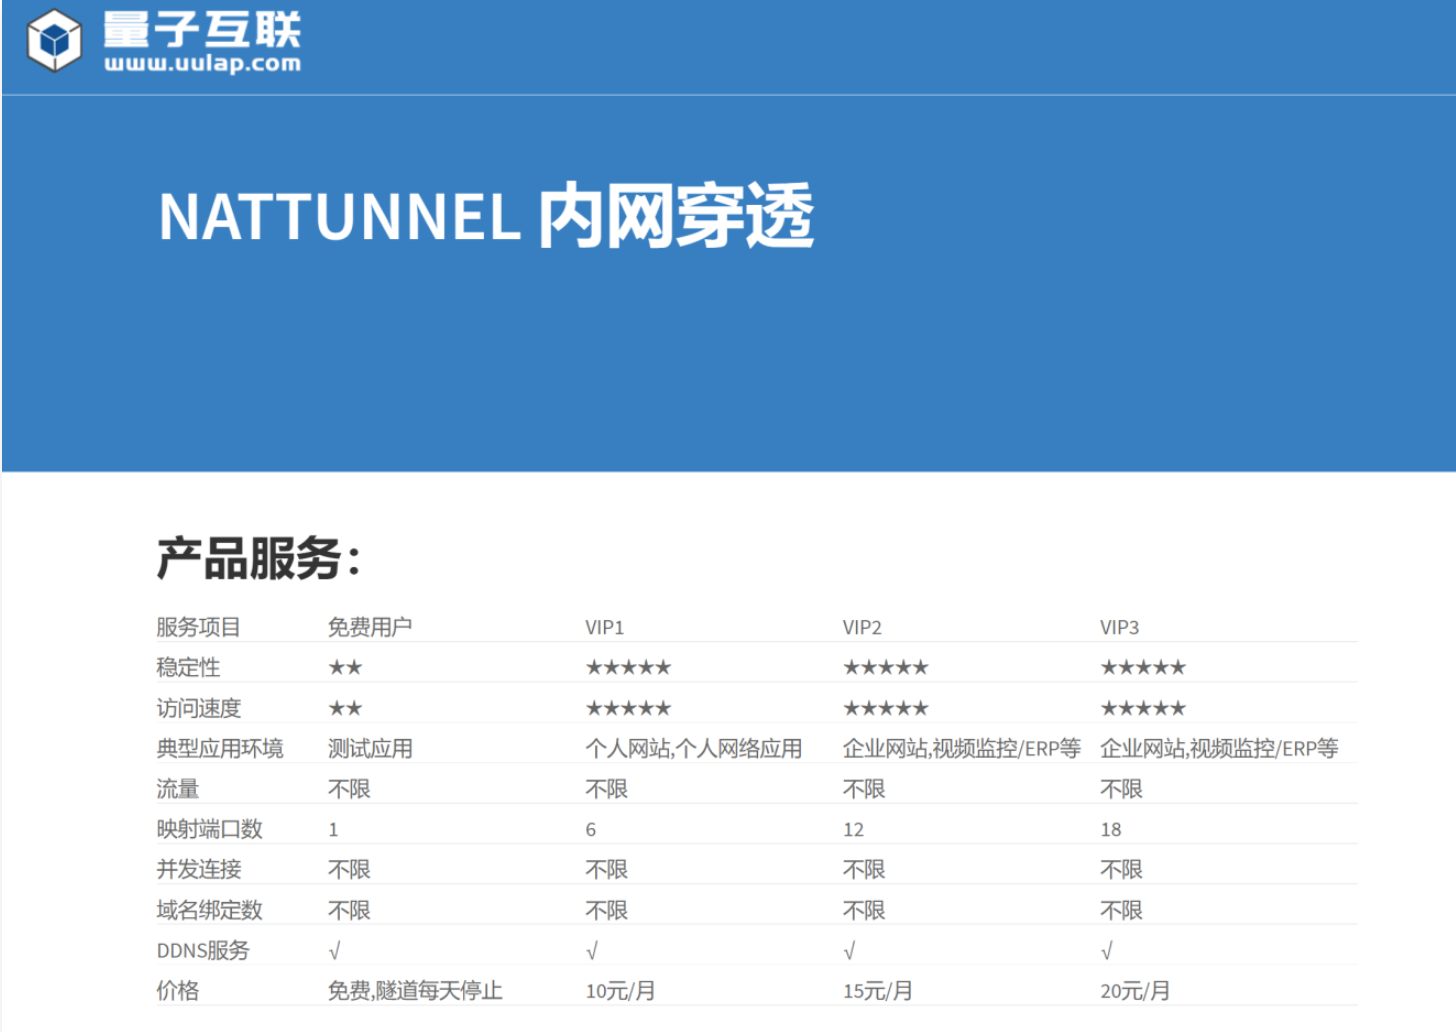 量子互联
www.uulap.com
NATTUNNEL 内网穿透
产品服务：
服务项目 免费用户 VIP1 VIP2 VIP3
稳定性 ★★ ★★★★★ ★★★★★ ★★★★★
访问速度 ★★ ★★★★★ ★★★★★ ★★★★★
典型应用环境 测试应用 个人网站,个人网络应用 企业网站,视频监控/ERP等 企业网站,视频监控/ERP等
流量 不限 不限 不限 不限
映射端口数 1 6 12 18
并发连接 不限 不限 不限 不限
域名绑定数 不限 不限 不限 不限
DDNS服务 √ √ √ √
价格 免费,隧道每天停止 10元/月 15元/月 20元/月